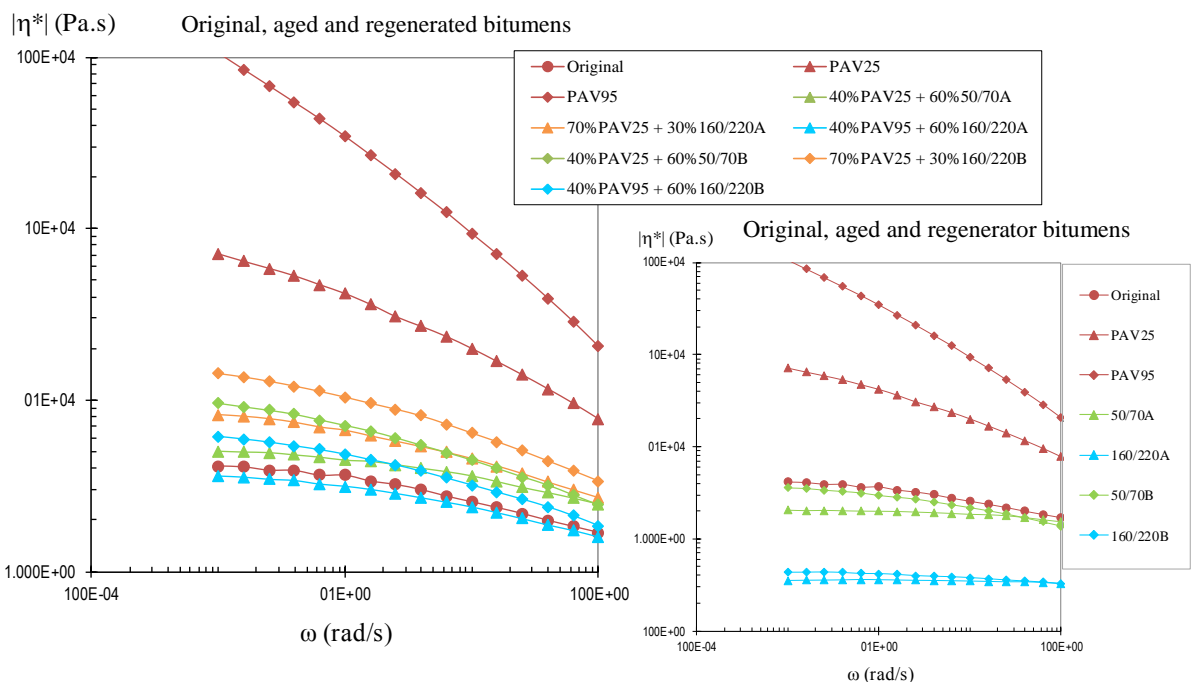 |η*| (Pa.s) Original, aged and regenerated bitumens
100E+04
10E+04
01E+04
1.000E+00
100E-04 01E+00 100E+00
ω (rad/s)
Original PAV25
PAV95 40%PAV25 + 60%50/70A
70%PAV25 + 30%160/220A 40%PAV95 + 60%160/220A
40%PAV25 + 60%50/70B 70%PAV25 + 30%160/220B
40%PAV95 + 60%160/220B
|η*| (Pa.s) Original, aged and regenerator bitumens
100E+04
10E+04
01E+04
1.000E+00
100E+00
100E-04 01E+00 100E+00
ω (rad/s)
Original
PAV25
PAV95
50/70A
160/220A
50/70B
160/220B